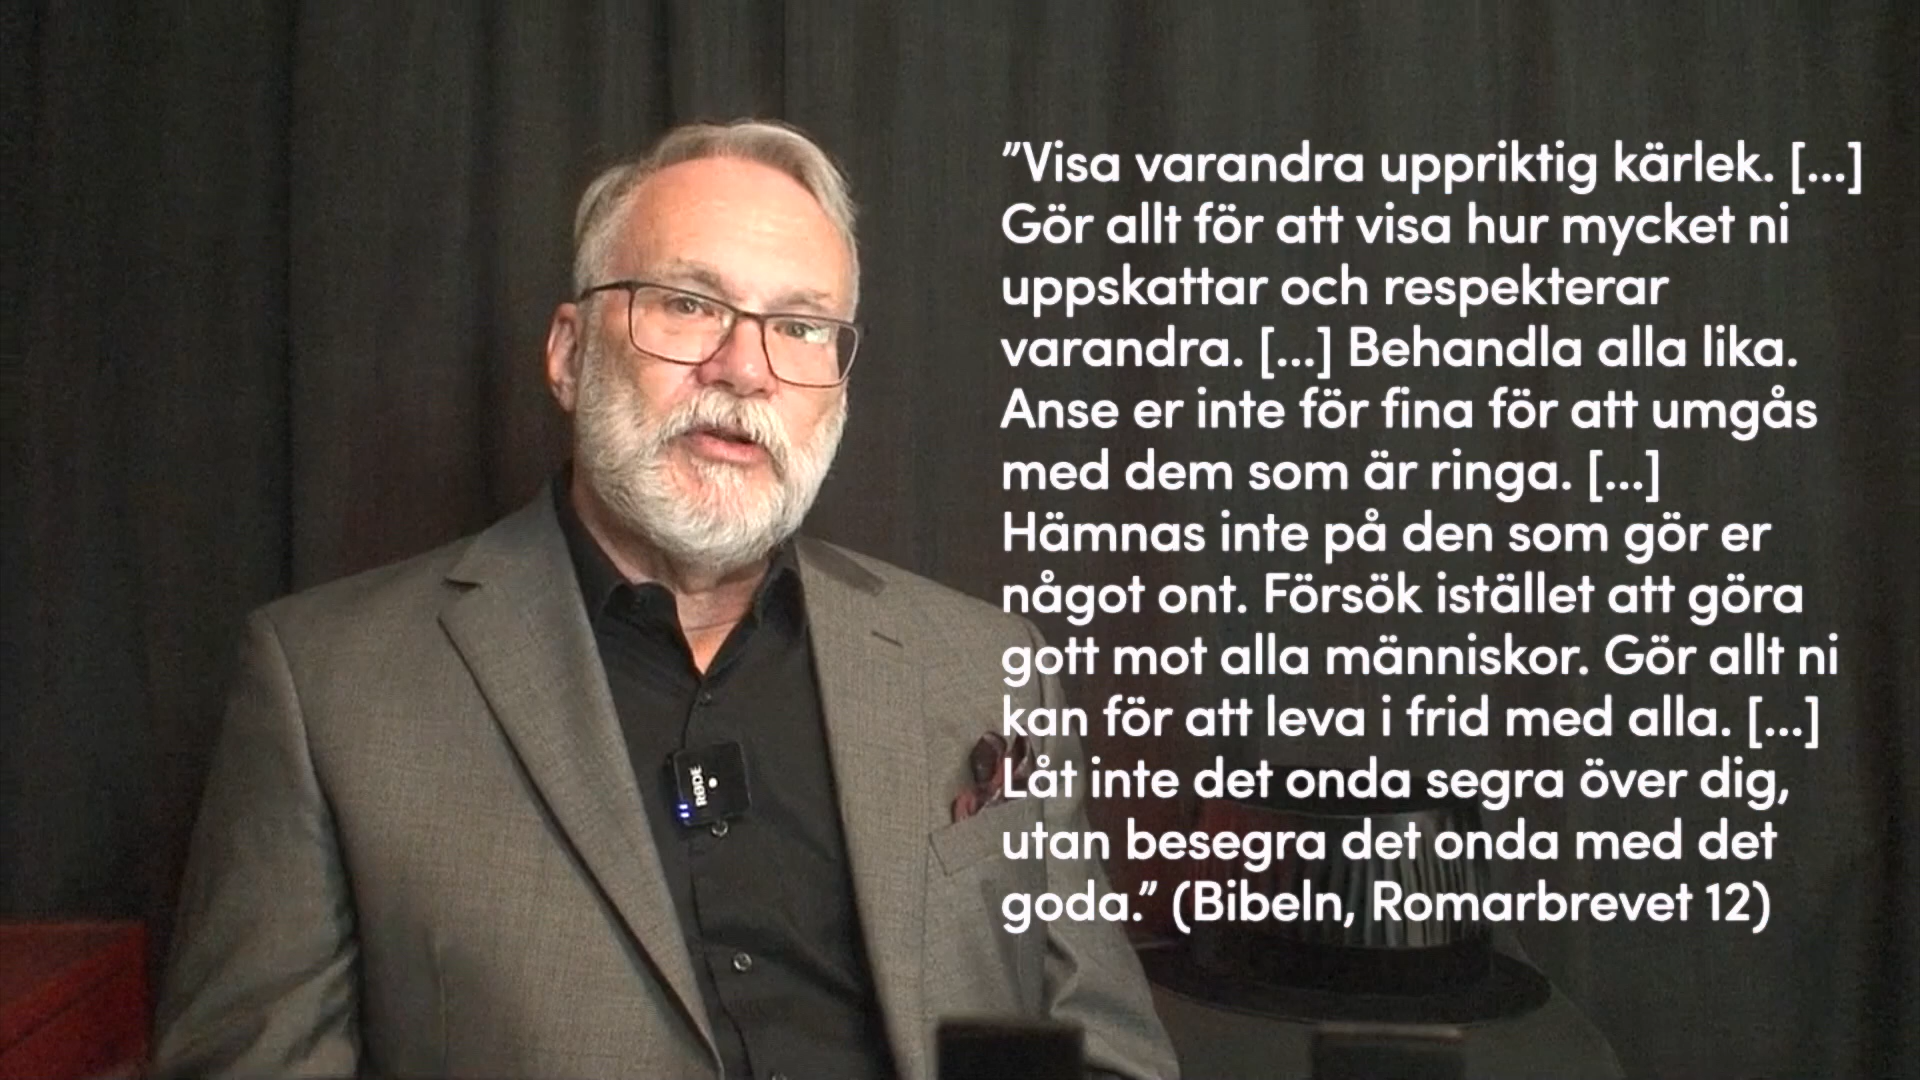 ”Visa varandra uppriktig kärlek. [...]
Gör allt för att visa hur mycket ni
uppskattar och respekterar
varandra. [...] Behandla alla lika.
Anse er inte för fina för att umgås
med dem som är ringa. [...]
Hämnas inte på den som gör er
något ont. Försök istället att göra
gott mot alla människor. Gör allt ni
kan för att leva i frid med alla. [...]
Låt inte det onda segra över dig,
utan besegra det onda med det
goda.” (Bibeln, Romarbrevet 12)
RØDE